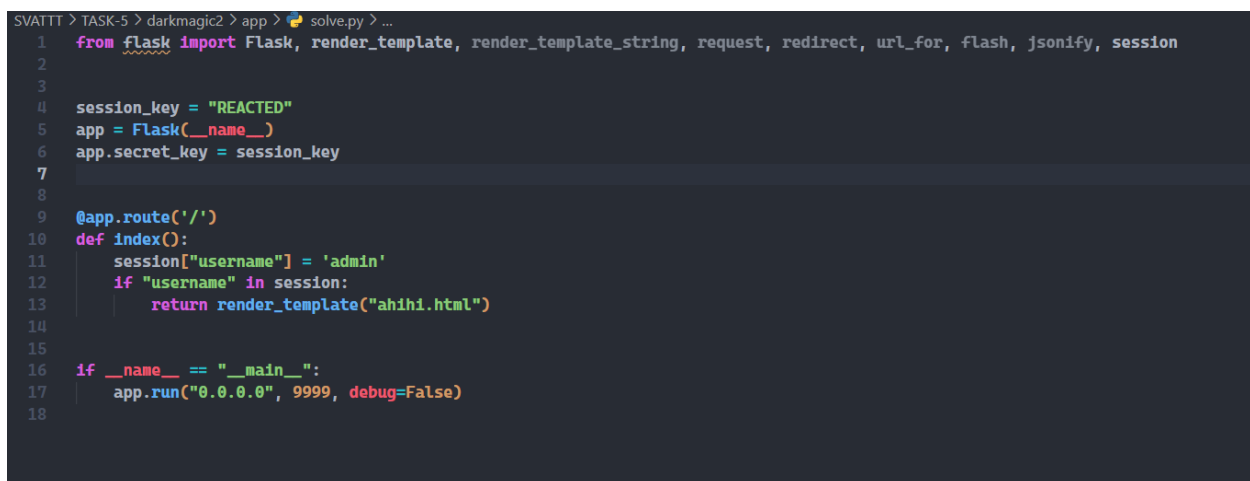 SVATTT > TASK-5 > darkmagic2 > app > solve.py > ...
1 from flask import Flask, render_template, render_template_string, request, redirect, url_for, flash, jsonify, session
2
3
4 session_key = "REACTED"
5 app = Flask(__name__)
6 app.secret_key = session_key
7
8
9 @app.route('/')
10 def index():
11     session["username"] = 'admin'
12     if "username" in session:
13         return render_template("ahihi.html")
14
15
16 if __name__ == "__main__":
17     app.run("0.0.0.0", 9999, debug=False)
18